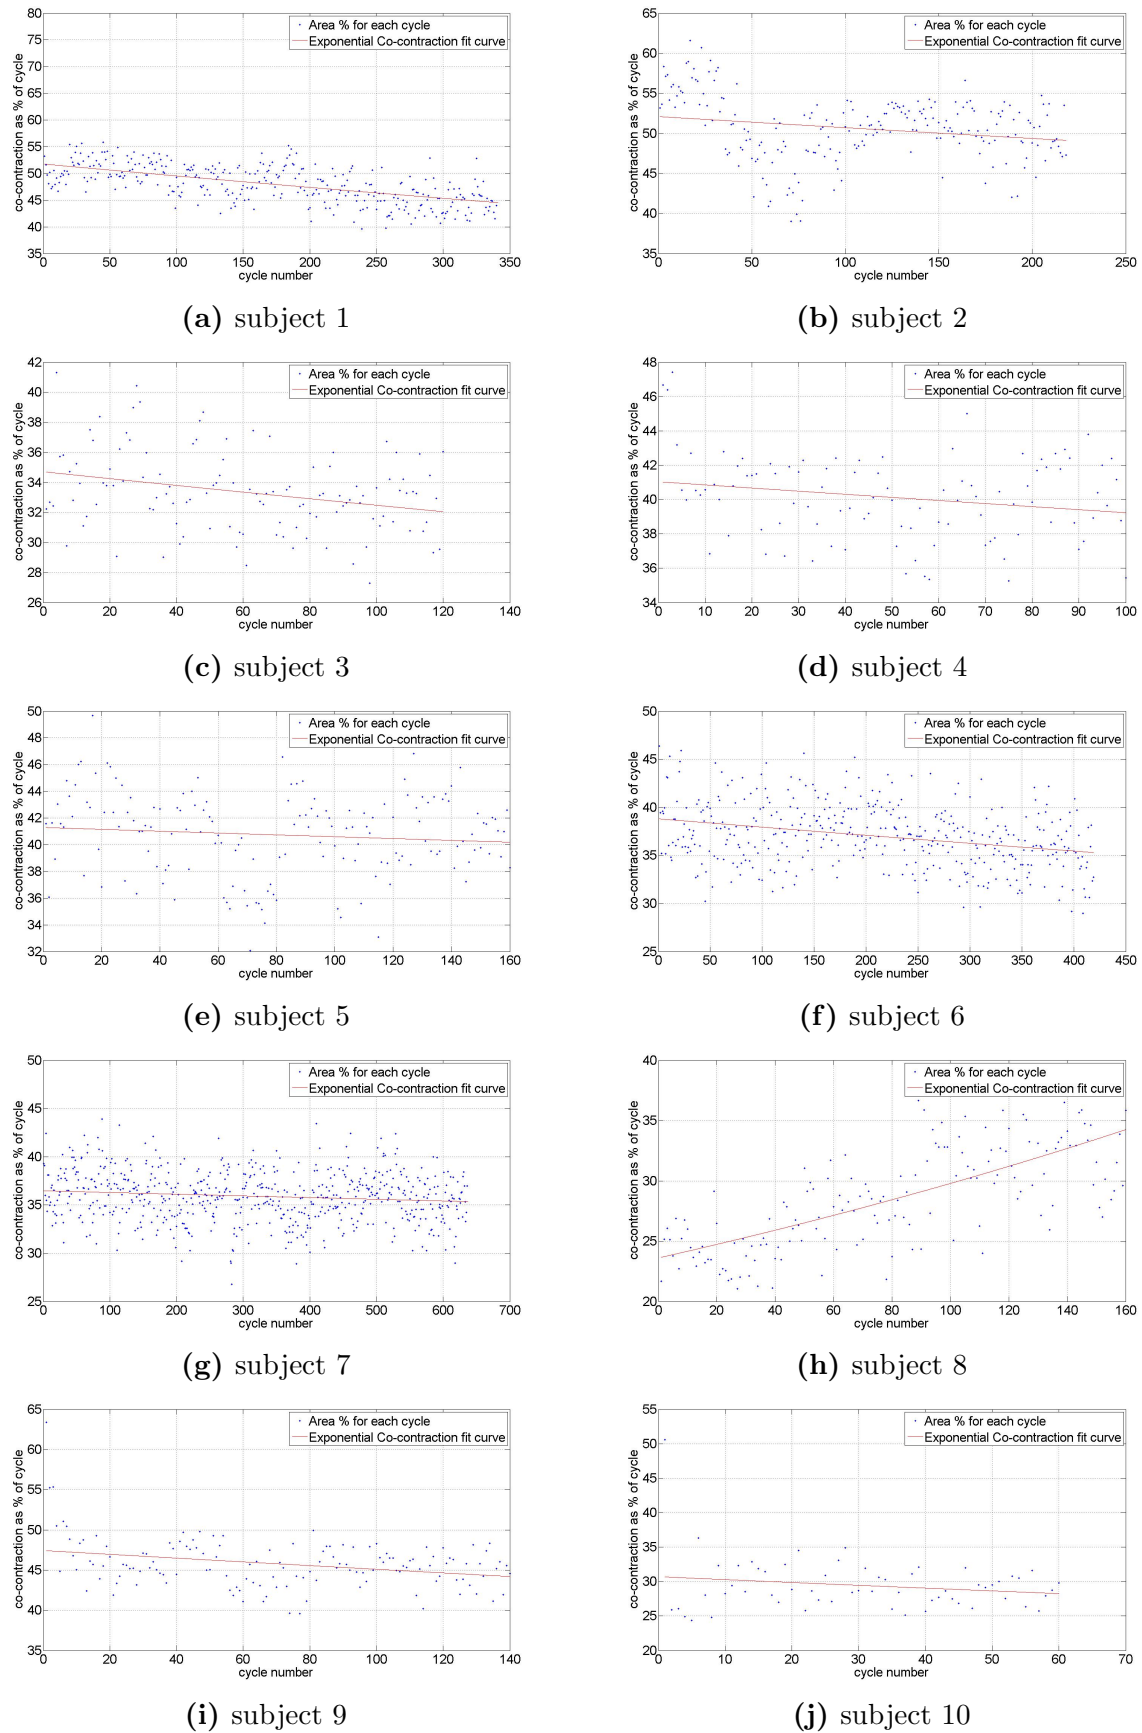 80
75
70
65
60
55
50
45
40
35
co-contraction as % of cycle
Area % for each cycle
Exponential Co-contraction fit curve
0 50 100 150 200 250 300 350
cycle number
(a) subject 1
65
60
55
50
45
40
35
co-contraction as % of cycle
Area % for each cycle
Exponential Co-contraction fit curve
0 50 100 150 200 250
cycle number
(b) subject 2
42
40
38
36
34
32
30
28
26
co-contraction as % of cycle
Area % for each cycle
Exponential Co-contraction fit curve
0 20 40 60 80 100 120 140
cycle number
(c) subject 3
48
46
44
42
40
38
36
34
co-contraction as % of cycle
Area % for each cycle
Exponential Co-contraction fit curve
0 10 20 30 40 50 60 70 80 90 100
cycle number
(d) subject 4
50
48
46
44
42
40
38
36
34
32
co-contraction as % of cycle
Area % for each cycle
Exponential Co-contraction fit curve
0 20 40 60 80 100 120 140 160
cycle number
(e) subject 5
50
45
40
35
30
25
co-contraction as % of cycle
Area % for each cycle
Exponential Co-contraction fit curve
0 50 100 150 200 250 300 350 400 450
cycle number
(f) subject 6
50
45
40
35
30
25
co-contraction as % of cycle
Area % for each cycle
Exponential Co-contraction fit curve
0 100 200 300 400 500 600 700
cycle number
(g) subject 7
40
35
30
25
20
co-contraction as % of cycle
Area % for each cycle
Exponential Co-contraction fit curve
0 20 40 60 80 100 120 140 160
cycle number
(h) subject 8
65
60
55
50
45
40
35
co-contraction as % of cycle
Area % for each cycle
Exponential Co-contraction fit curve
0 20 40 60 80 100 120 140
cycle number
(i) subject 9
55
50
45
40
35
30
25
20
co-contraction as % of cycle
Area % for each cycle
Exponential Co-contraction fit curve
0 10 20 30 40 50 60 70
cycle number
(j) subject 10